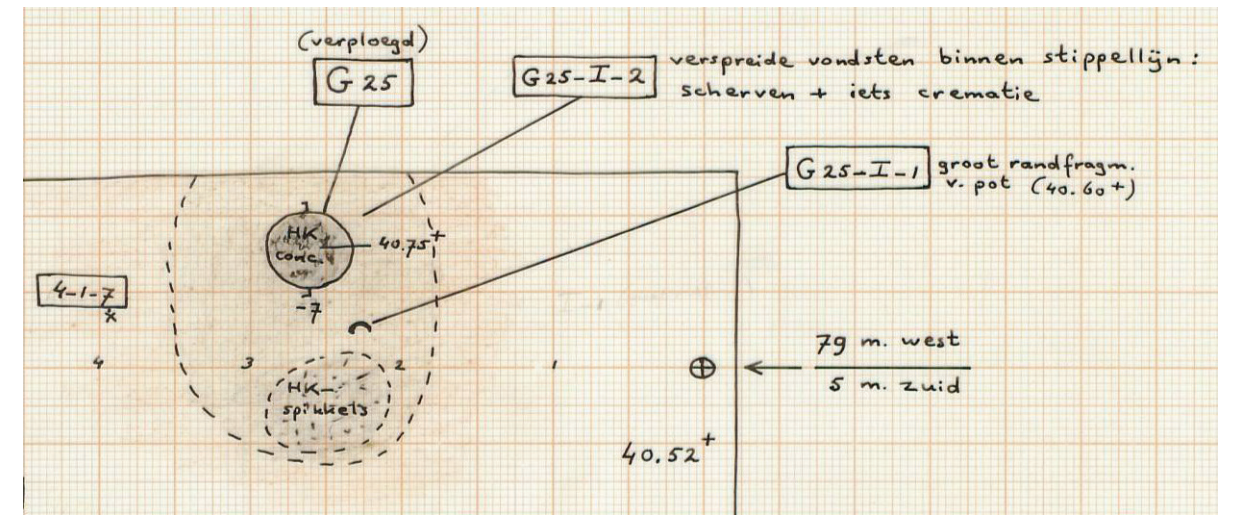 (verploegd)
G 25
G25-I-2
verspreide vondsten binnen stippellijn :
scherven + iets crematie
G 25-I-1
groot randfragm.
v. pot (40.60+)
HK
conc.
40.75+
-7
4-1-7
x
4
3
2
1
HK-
spikkels
79 m. west
5 m. zuid
40.52+